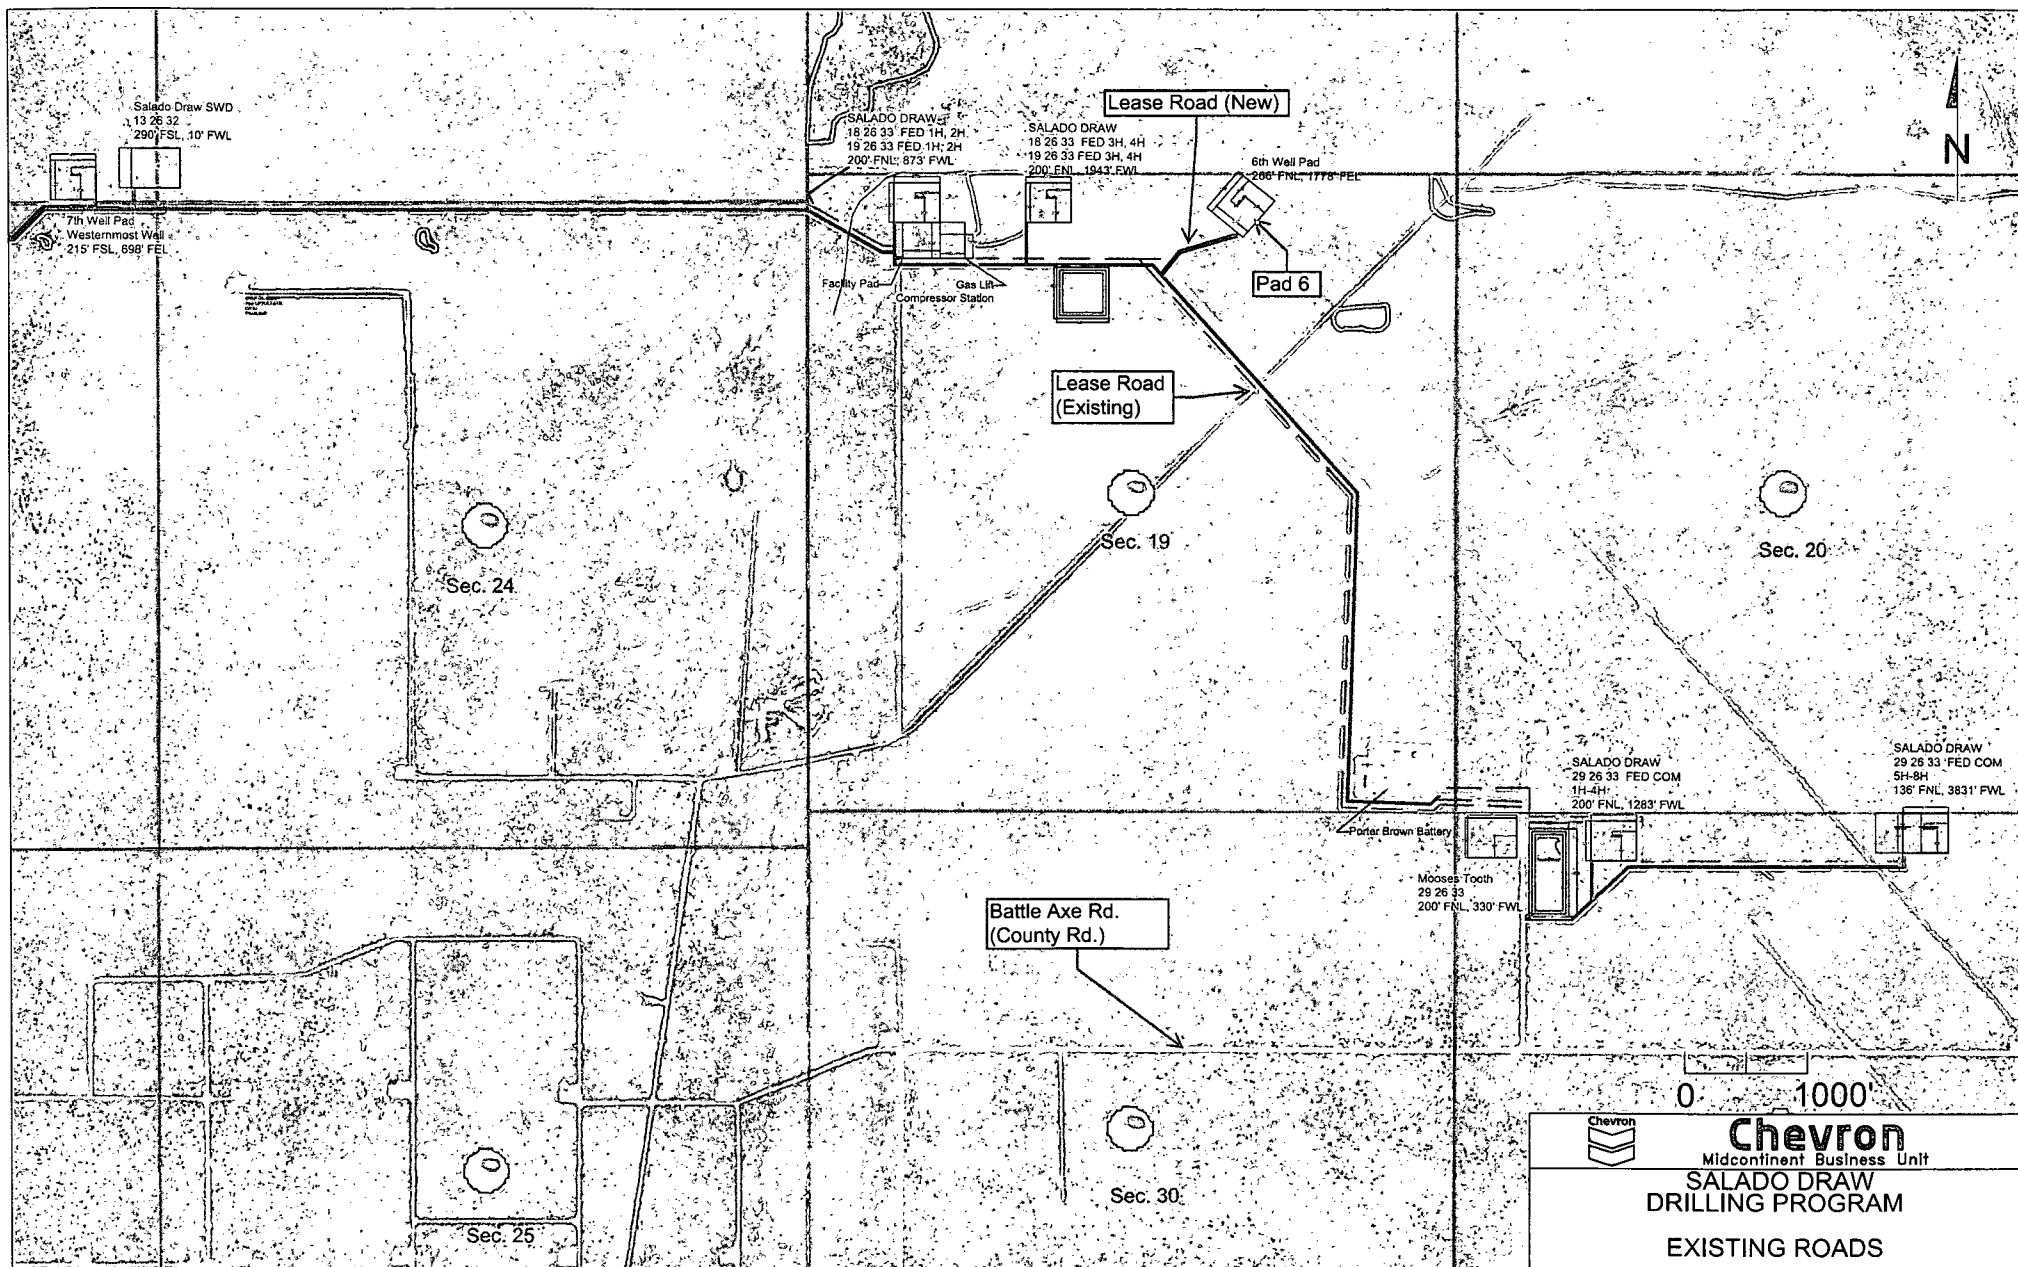 Lease Road (New)
Salado Draw SWD
13 26 32
290' FSL, 10' FWL
SALADO DRAW
18 26 33 FED 1H, 2H
19 26 33 FED 1H, 2H
200' FNL, 873' FWL
SALADO DRAW
18 26 33 FED 3H, 4H
19 26 33 FED 3H, 4H
200' FNL, 1943' FWL
6th Well Pad
266' FNL, 1778' FEL
N
7th Well Pad
Westernmost Well
215' FSL, 698' FEL
Facility Pad
Gas Lift
Compressor Station
Pad 6
Lease Road
(Existing)
Sec. 24
Sec. 19
Sec. 20
SALADO DRAW
29 26 33 FED COM
1H-4H
200' FNL, 1283' FWL
SALADO DRAW
29 26 33 FED COM
5H-8H
136' FNL, 3831' FWL
Porter Brown Battery
Mooses Tooth
29 26 33
200' FNL, 330' FWL
Battle Axe Rd.
(County Rd.)
0 1000'
Sec. 25
Sec. 30
Chevron
Chevron
Midcontinent Business Unit
SALADO DRAW
DRILLING PROGRAM
EXISTING ROADS